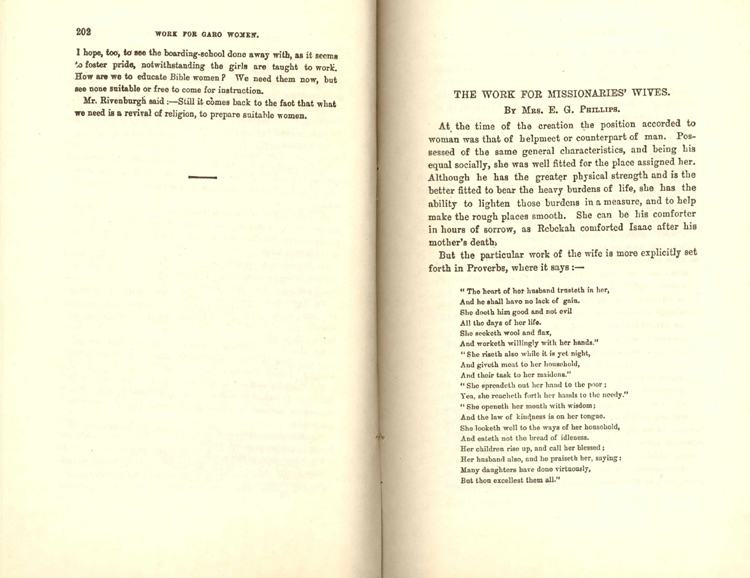 202
WORK FOR GARO WOMEN.
I hope, too, to see the boarding-school done away with, as it seems
to foster pride, notwithstanding the girls are taught to work.
How are we to educate Bible women? We need them now, but
see none suitable or free to come for instruction.
Mr. Rivenburgh said :—Still it comes back to the fact that what
we need is a revival of religion, to prepare suitable women.
THE WORK FOR MISSIONARIES' WIVES.
BY MRS. E. G. PHILLIPS.
At the time of the creation the position accorded to
woman was that of helpmeet or counterpart of man. Pos-
sessed of the same general characteristics, and being his
equal socially, she was well fitted for the place assigned her.
Although he has the greater physical strength and is the
better fitted to bear the heavy burdens of life, she has the
ability to lighten those burdens in a measure, and to help
make the rough places smooth. She can be his comforter
in hours of sorrow, as Rebekah comforted Isaac after his
mother's death,
But the particular work of the wife is more explicitly set
forth in Proverbs, where it says :—
"The heart of her husband trusteth in her,
And he shall have no lack of gain.
She doeth him good and not evil
All the days of her life.
She seeketh wool and flax,
And worketh willingly with her hands."
"She riseth also while it is yet night,
And giveth meat to her household,
And their task to her maidens."
"She spreadeth out her hand to the poor;
Yea, she reacheth forth her hands to the needy."
"She openeth her mouth with wisdom;
And the law of kindness is on her tongue.
She looketh well to the ways of her household,
And eateth not the bread of idleness.
Her children rise up, and call her blessed;
Her husband also, and he praiseth her, saying:
Many daughters have done virtuously,
But thou excellest them all."